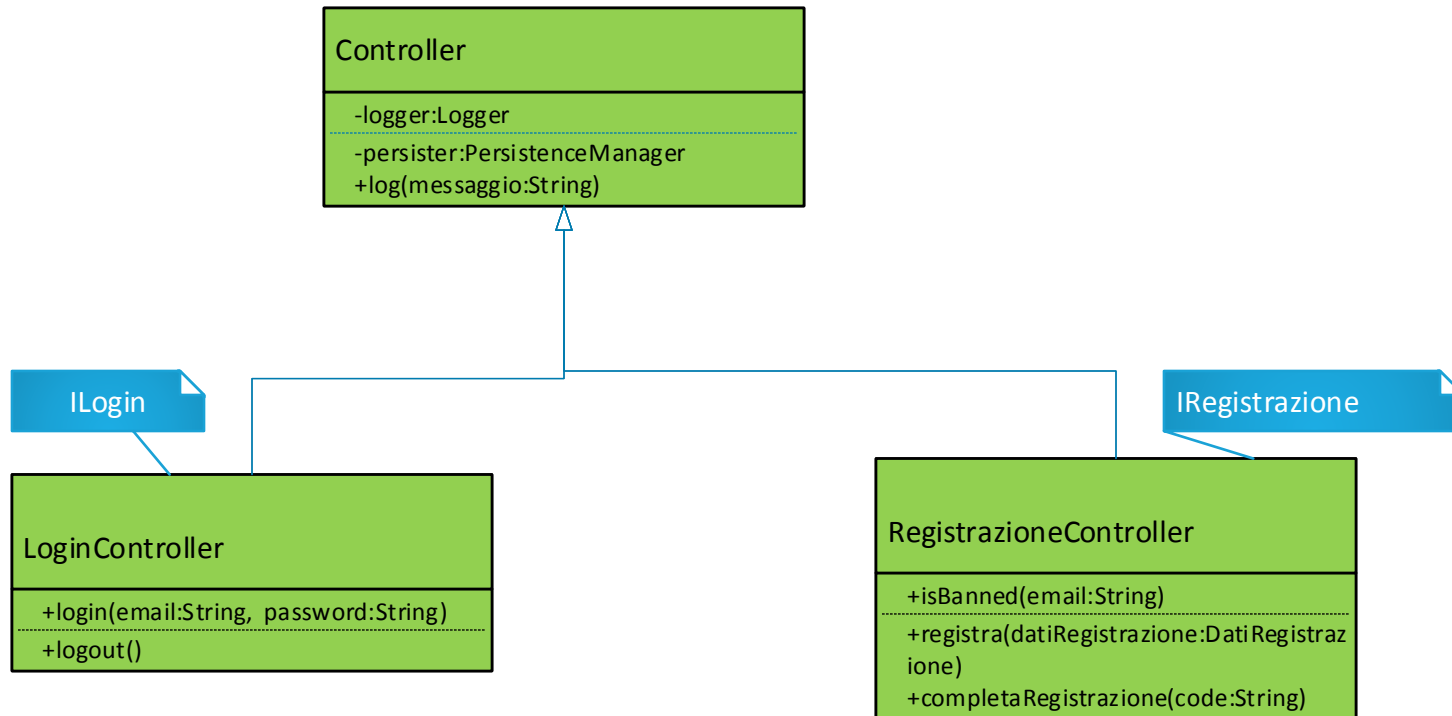 Controller
-logger:Logger
-persister:PersistenceManager
+log(messaggio:String)
ILogin
IRegistrazione
LoginController
+login(email:String, password:String)
+logout()
RegistrazioneController
+isBanned(email:String)
+registra(datiRegistrazione:DatiRegistraz
ione)
+completaRegistrazione(code:String)